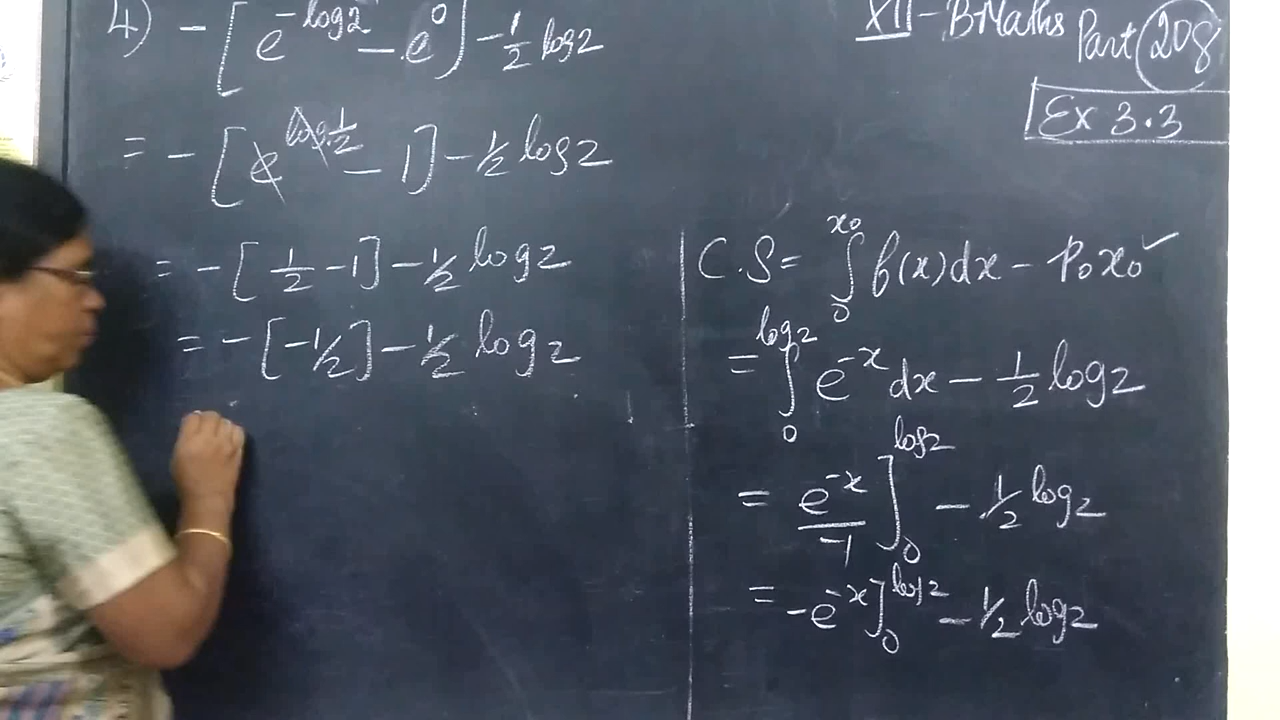 XII - B.Maths Part 208
Ex 3.3
4) - [e^{-log2} - e^0] - 1/2 log2
= - [e^{log 1/2} - 1] - 1/2 log2
= - [1/2 - 1] - 1/2 log2
= - [-1/2] - 1/2 log2
C.S = ∫_0^{x₀} f(x)dx - p₀x₀ ✓
= ∫_0^{log2} e^{-x} dx - 1/2 log2
= e^{-x}/-1 ]_0^{log2} - 1/2 log2
= -e^{-x} ]_0^{log2} - 1/2 log2